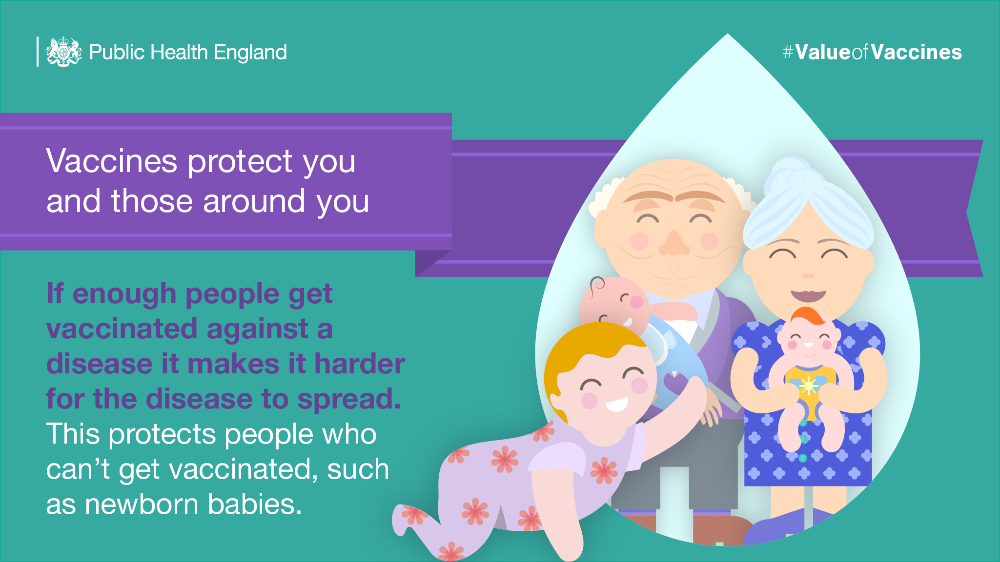 Public Health England
#ValueofVaccines
Vaccines protect you
and those around you
If enough people get
vaccinated against a
disease it makes it harder
for the disease to spread.
This protects people who
can’t get vaccinated, such
as newborn babies.